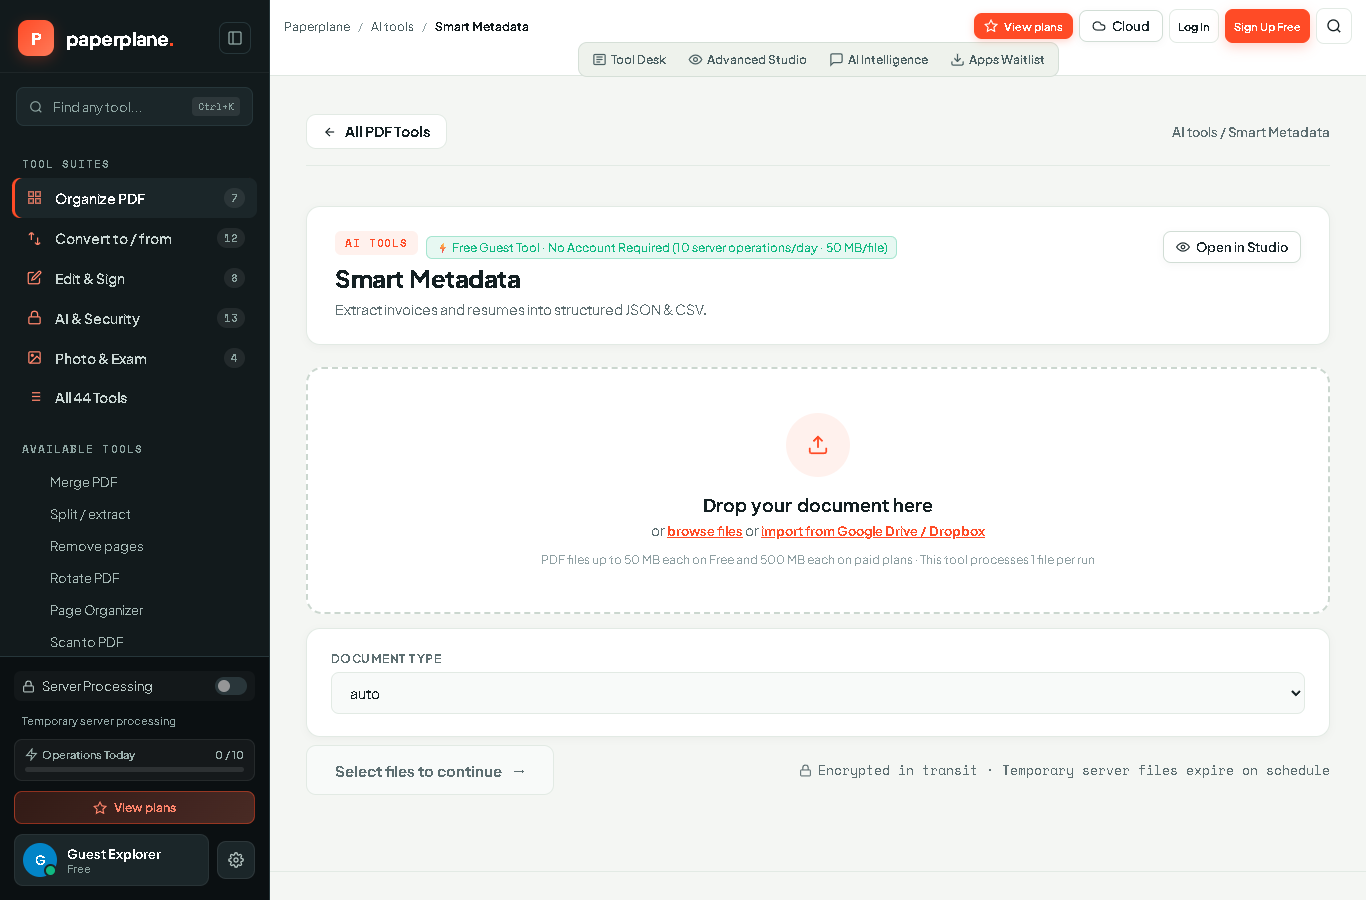 P paperplane.
Find any tool... Ctrl+K
TOOL SUITES
Organize PDF 7
Convert to / from 12
Edit & Sign 8
AI & Security 13
Photo & Exam 4
All 44 Tools
AVAILABLE TOOLS
Merge PDF
Split / extract
Remove pages
Rotate PDF
Page Organizer
Scan to PDF
Server Processing
Temporary server processing
Operations Today 0 / 10
View plans
G Guest Explorer
Free
Paperplane / AI tools / Smart Metadata
View plans Cloud Log In Sign Up Free
Tool Desk Advanced Studio AI Intelligence Apps Waitlist
← All PDF Tools AI tools / Smart Metadata
AI TOOLS Free Guest Tool · No Account Required (10 server operations/day · 50 MB/file) Open in Studio
Smart Metadata
Extract invoices and resumes into structured JSON & CSV.
Drop your document here
or browse files or import from Google Drive / Dropbox
PDF files up to 50 MB each on Free and 500 MB each on paid plans · This tool processes 1 file per run
DOCUMENT TYPE
auto
Select files to continue → Encrypted in transit · Temporary server files expire on schedule